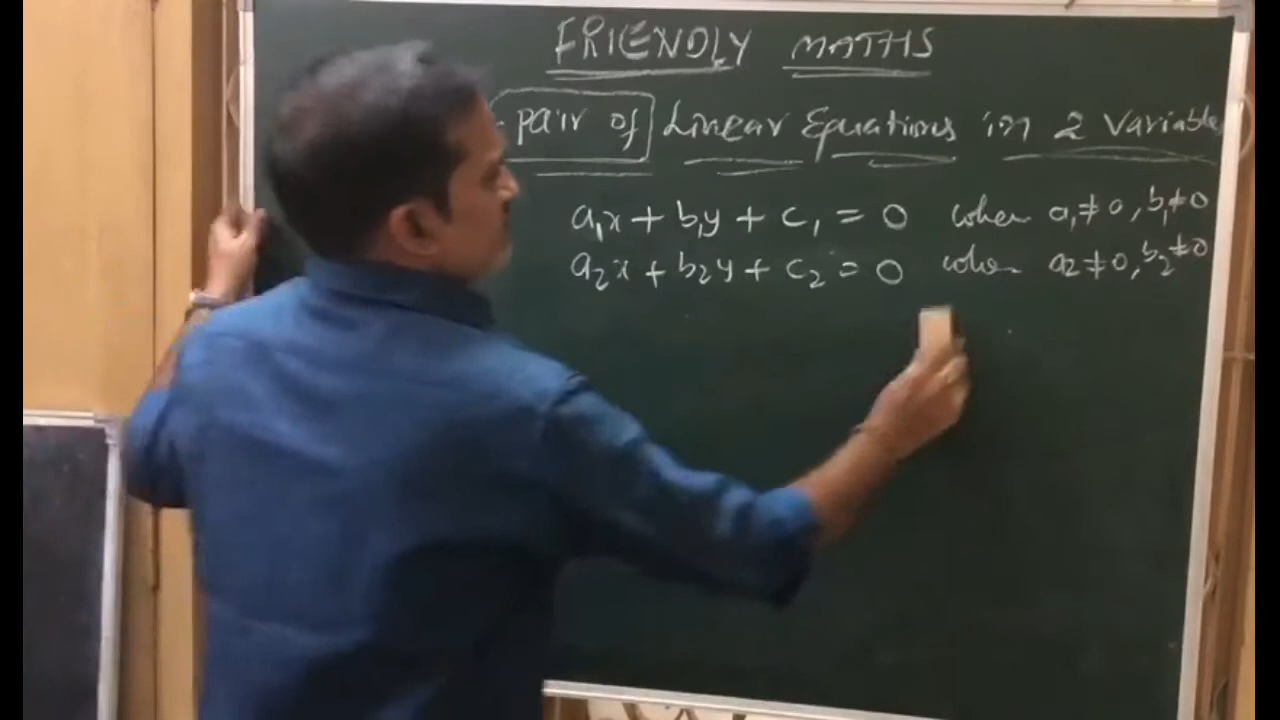 FRIENDLY MATHS
pair of Linear Equations in 2 Variable
a₁x + b₁y + c₁ = 0 when a₁ ≠ 0, b₁ ≠ 0
a₂x + b₂y + c₂ = 0 when a₂ ≠ 0, b₂ ≠ 0